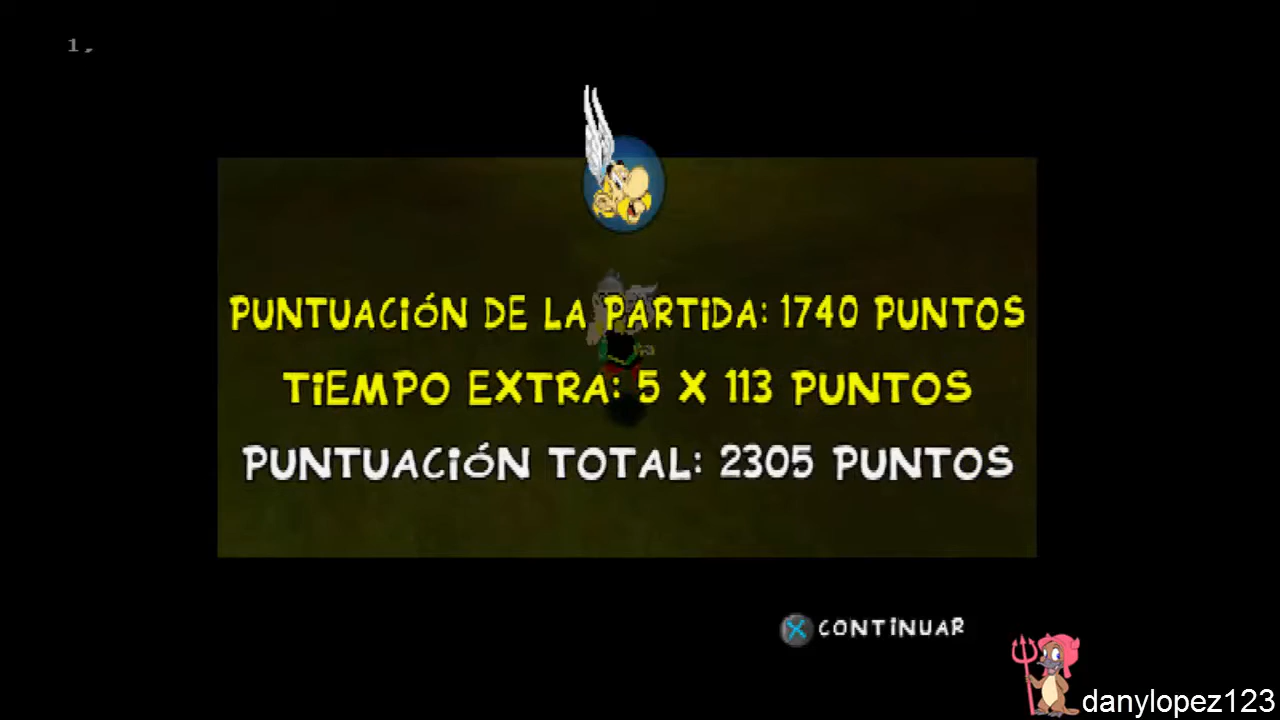 1,
PUNTUACIÓN DE LA PARTIDA: 1740 PUNTOS
TIEMPO EXTRA: 5 X 113 PUNTOS
PUNTUACIÓN TOTAL: 2305 PUNTOS
CONTINUAR
danylopez123